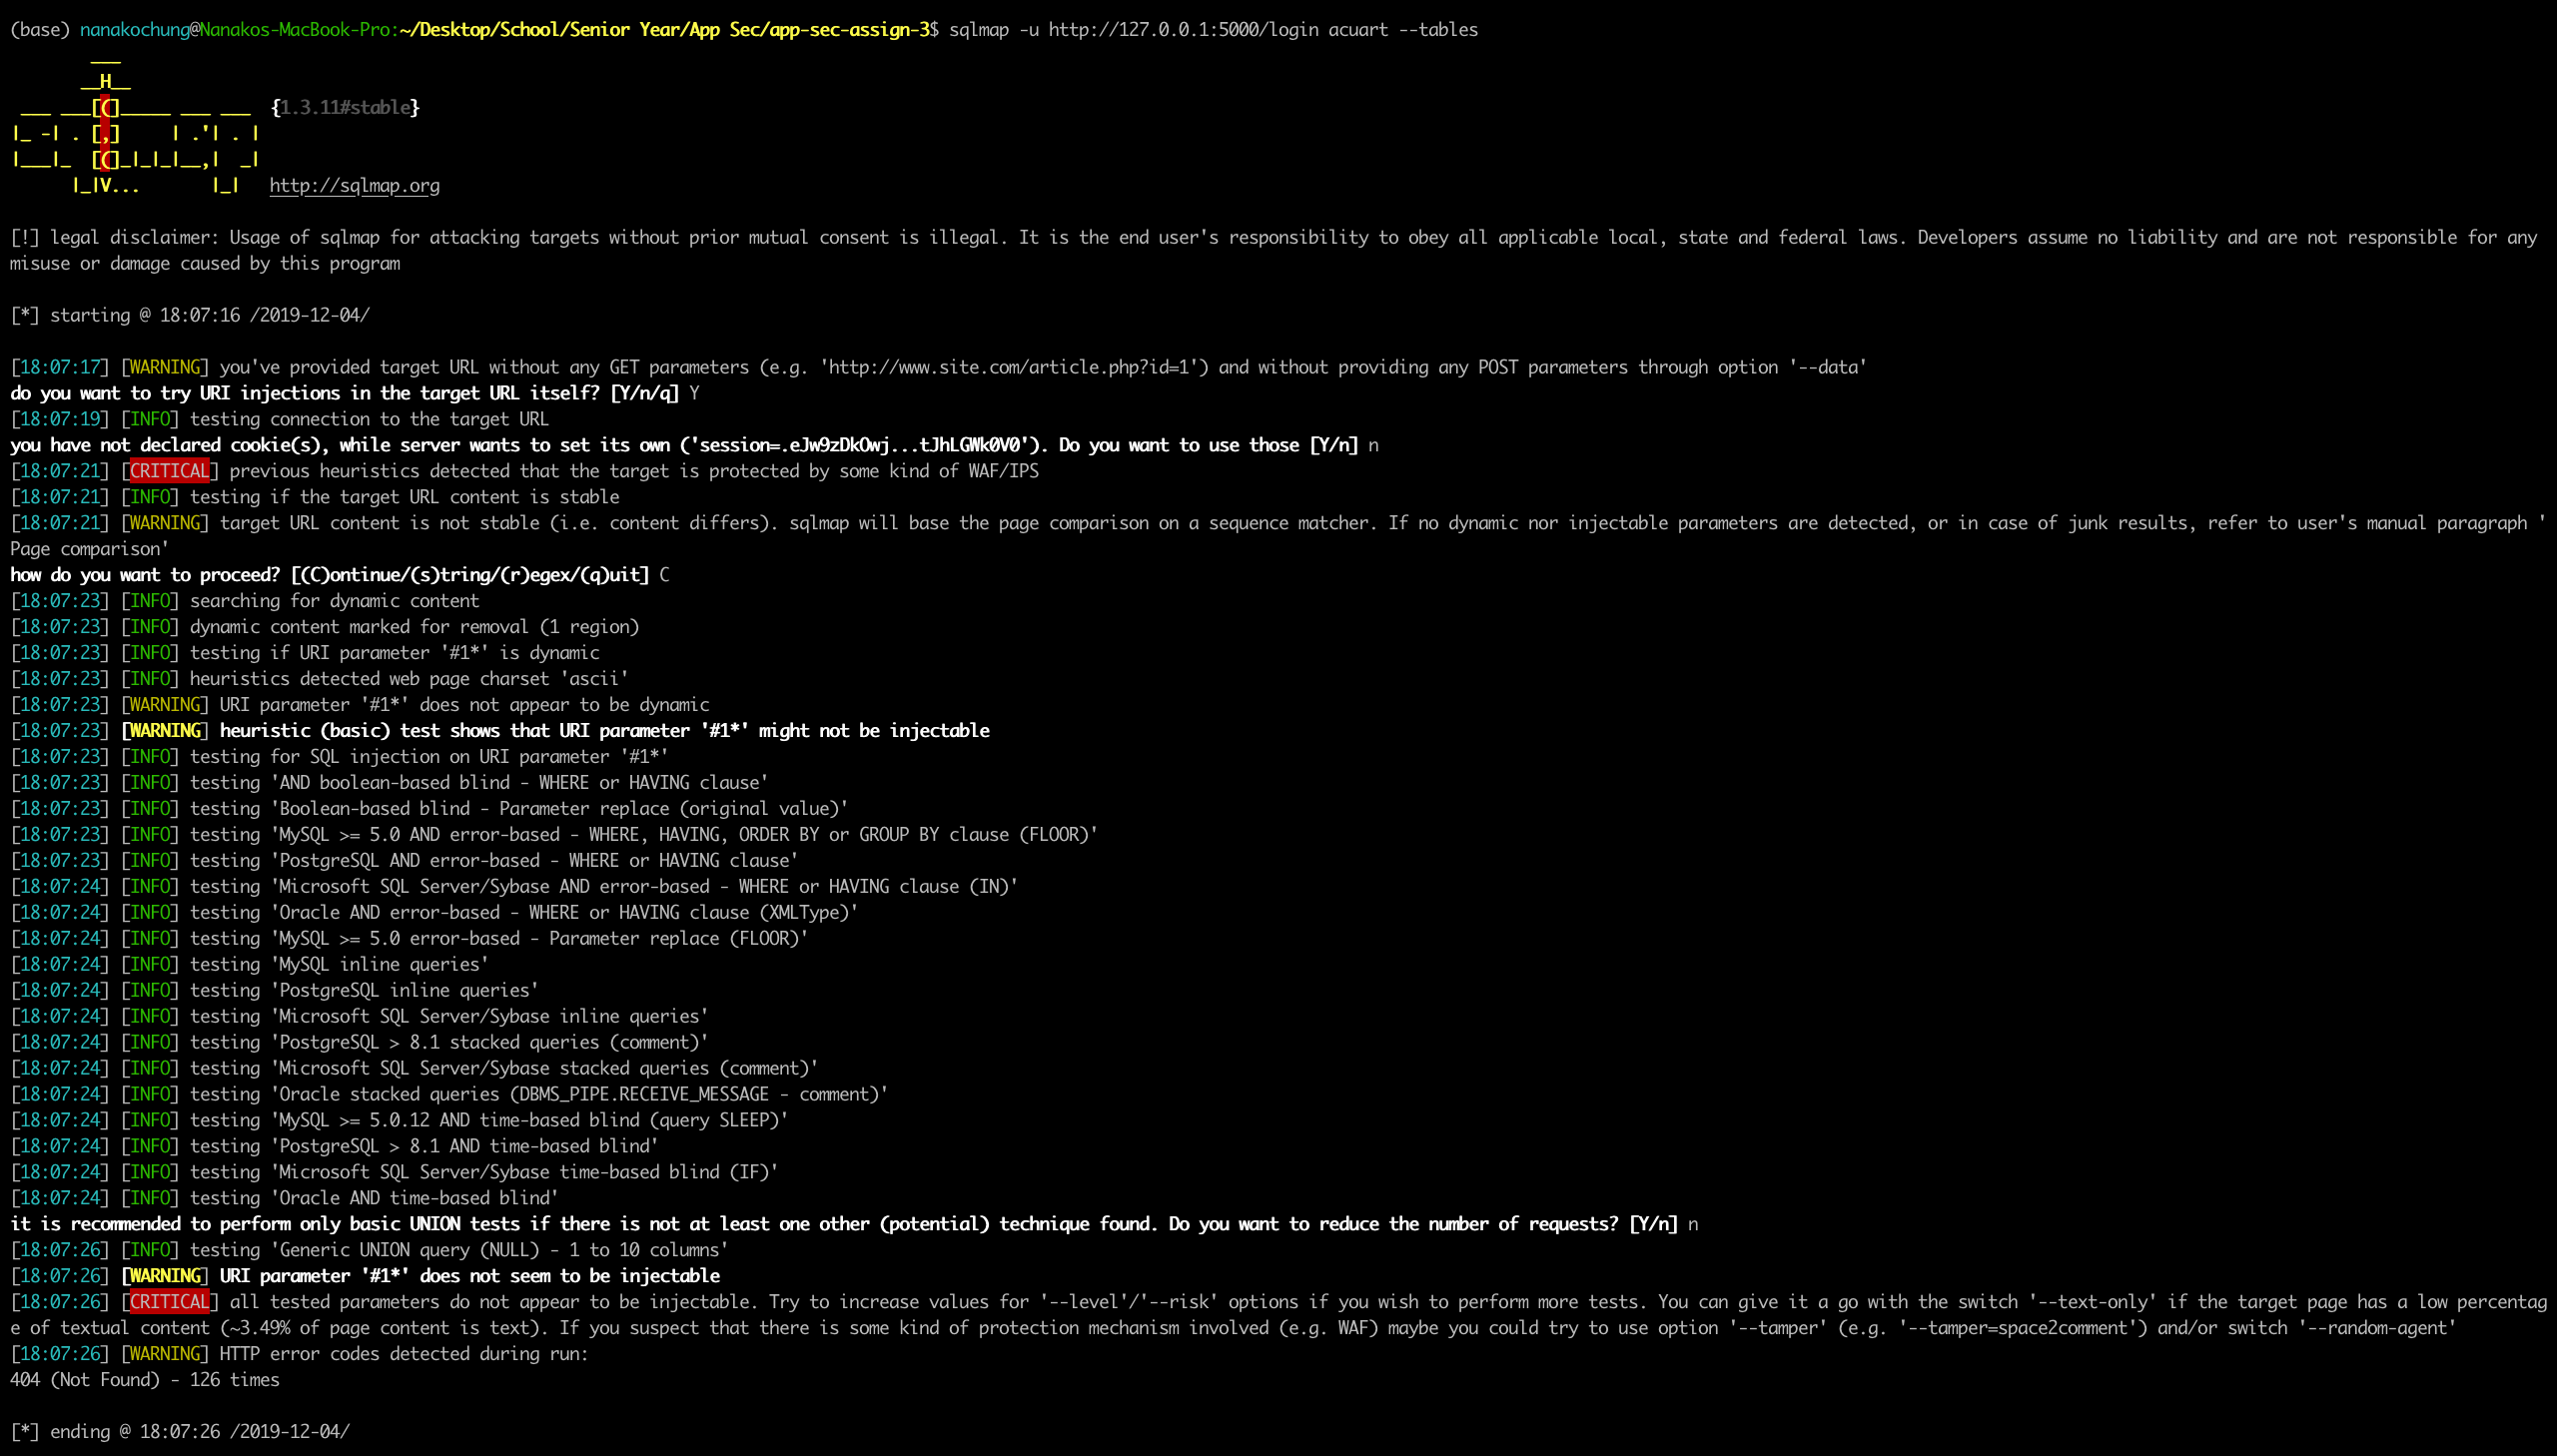 (base) nanakochung@Nanakos-MacBook-Pro:~/Desktop/School/Senior Year/App Sec/app-sec-assign-3$ sqlmap -u http://127.0.0.1:5000/login acuart --tables
        ___
       __H__
 ___ ___[(]_____ ___ ___  {1.3.11#stable}
|_ -| . [,]     | .'| . |
|___|_  [(]_|_|_|__,|  _|
      |_|V...       |_|   http://sqlmap.org
[!] legal disclaimer: Usage of sqlmap for attacking targets without prior mutual consent is illegal. It is the end user's responsibility to obey all applicable local, state and federal laws. Developers assume no liability and are not responsible for any
misuse or damage caused by this program
[*] starting @ 18:07:16 /2019-12-04/
[18:07:17] [WARNING] you've provided target URL without any GET parameters (e.g. 'http://www.site.com/article.php?id=1') and without providing any POST parameters through option '--data'
do you want to try URI injections in the target URL itself? [Y/n/q] Y
[18:07:19] [INFO] testing connection to the target URL
you have not declared cookie(s), while server wants to set its own ('session=.eJw9zDkOwj...tJhLGWk0V0'). Do you want to use those [Y/n] n
[18:07:21] [CRITICAL] previous heuristics detected that the target is protected by some kind of WAF/IPS
[18:07:21] [INFO] testing if the target URL content is stable
[18:07:21] [WARNING] target URL content is not stable (i.e. content differs). sqlmap will base the page comparison on a sequence matcher. If no dynamic nor injectable parameters are detected, or in case of junk results, refer to user's manual paragraph '
Page comparison'
how do you want to proceed? [(C)ontinue/(s)tring/(r)egex/(q)uit] C
[18:07:23] [INFO] searching for dynamic content
[18:07:23] [INFO] dynamic content marked for removal (1 region)
[18:07:23] [INFO] testing if URI parameter '#1*' is dynamic
[18:07:23] [INFO] heuristics detected web page charset 'ascii'
[18:07:23] [WARNING] URI parameter '#1*' does not appear to be dynamic
[18:07:23] [WARNING] heuristic (basic) test shows that URI parameter '#1*' might not be injectable
[18:07:23] [INFO] testing for SQL injection on URI parameter '#1*'
[18:07:23] [INFO] testing 'AND boolean-based blind - WHERE or HAVING clause'
[18:07:23] [INFO] testing 'Boolean-based blind - Parameter replace (original value)'
[18:07:23] [INFO] testing 'MySQL >= 5.0 AND error-based - WHERE, HAVING, ORDER BY or GROUP BY clause (FLOOR)'
[18:07:23] [INFO] testing 'PostgreSQL AND error-based - WHERE or HAVING clause'
[18:07:24] [INFO] testing 'Microsoft SQL Server/Sybase AND error-based - WHERE or HAVING clause (IN)'
[18:07:24] [INFO] testing 'Oracle AND error-based - WHERE or HAVING clause (XMLType)'
[18:07:24] [INFO] testing 'MySQL >= 5.0 error-based - Parameter replace (FLOOR)'
[18:07:24] [INFO] testing 'MySQL inline queries'
[18:07:24] [INFO] testing 'PostgreSQL inline queries'
[18:07:24] [INFO] testing 'Microsoft SQL Server/Sybase inline queries'
[18:07:24] [INFO] testing 'PostgreSQL > 8.1 stacked queries (comment)'
[18:07:24] [INFO] testing 'Microsoft SQL Server/Sybase stacked queries (comment)'
[18:07:24] [INFO] testing 'Oracle stacked queries (DBMS_PIPE.RECEIVE_MESSAGE - comment)'
[18:07:24] [INFO] testing 'MySQL >= 5.0.12 AND time-based blind (query SLEEP)'
[18:07:24] [INFO] testing 'PostgreSQL > 8.1 AND time-based blind'
[18:07:24] [INFO] testing 'Microsoft SQL Server/Sybase time-based blind (IF)'
[18:07:24] [INFO] testing 'Oracle AND time-based blind'
it is recommended to perform only basic UNION tests if there is not at least one other (potential) technique found. Do you want to reduce the number of requests? [Y/n] n
[18:07:26] [INFO] testing 'Generic UNION query (NULL) - 1 to 10 columns'
[18:07:26] [WARNING] URI parameter '#1*' does not seem to be injectable
[18:07:26] [CRITICAL] all tested parameters do not appear to be injectable. Try to increase values for '--level'/'--risk' options if you wish to perform more tests. You can give it a go with the switch '--text-only' if the target page has a low percentag
e of textual content (~3.49% of page content is text). If you suspect that there is some kind of protection mechanism involved (e.g. WAF) maybe you could try to use option '--tamper' (e.g. '--tamper=space2comment') and/or switch '--random-agent'
[18:07:26] [WARNING] HTTP error codes detected during run:
404 (Not Found) - 126 times
[*] ending @ 18:07:26 /2019-12-04/